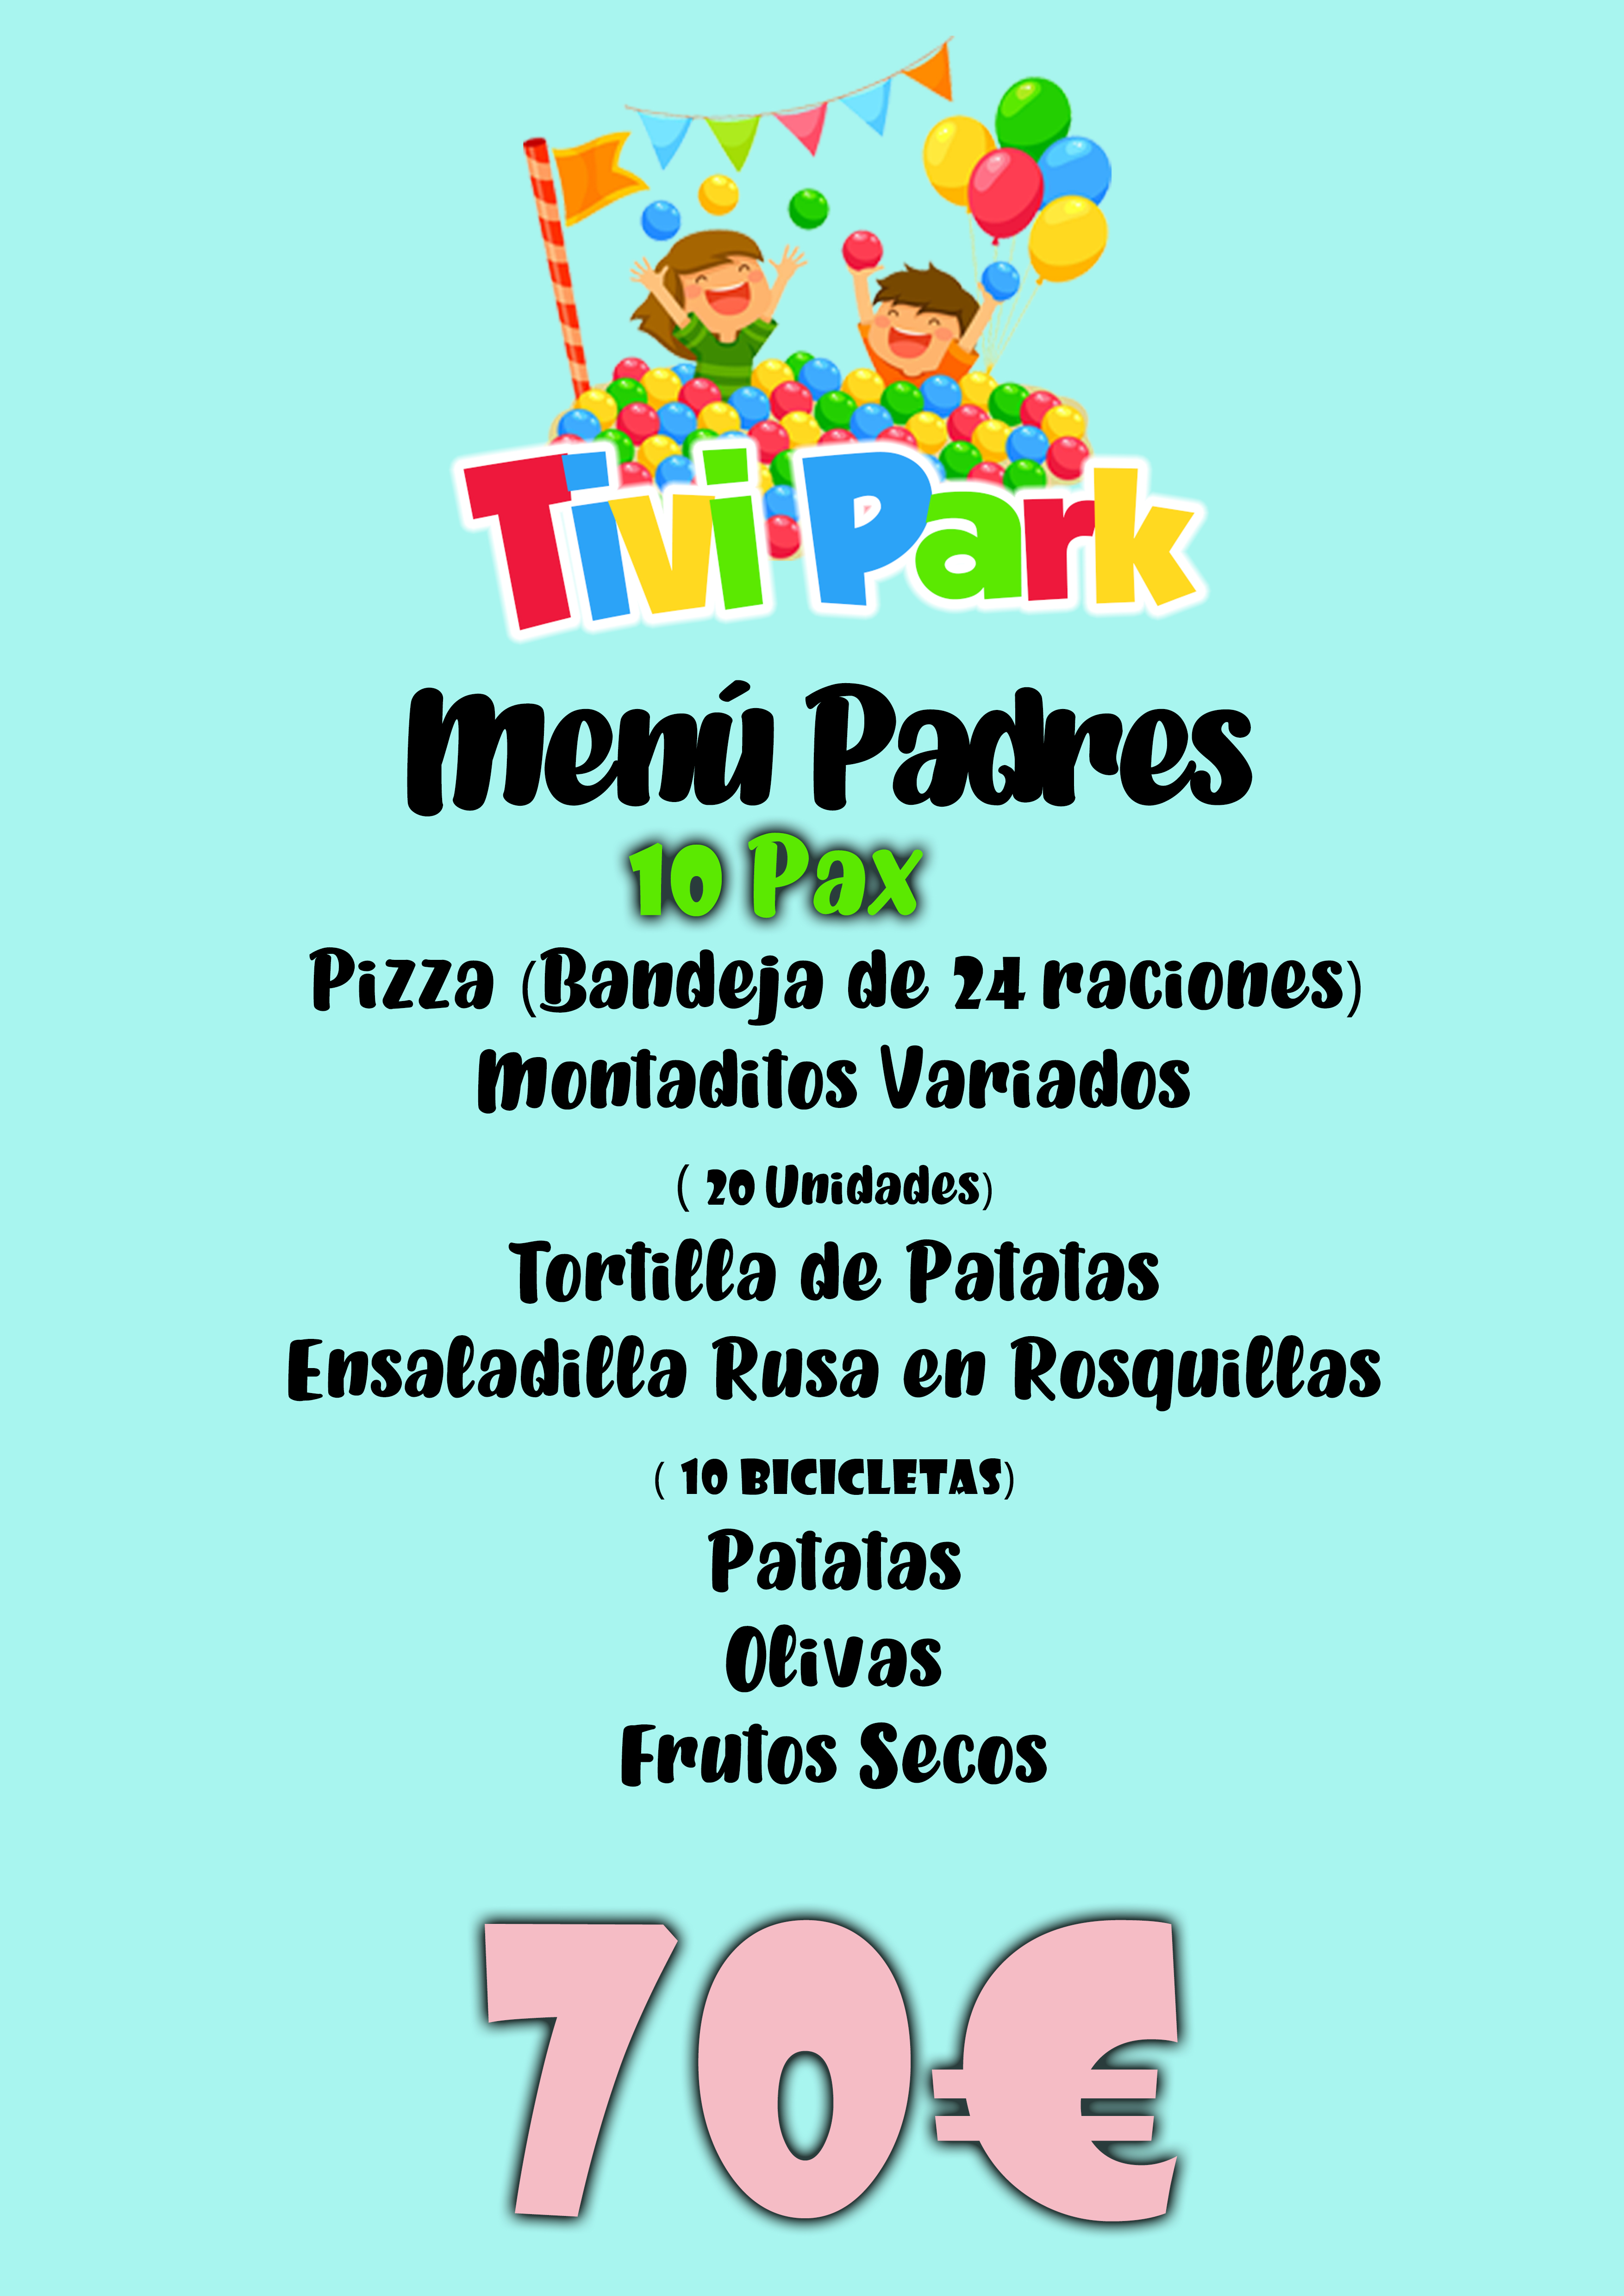 Tivi Park
Menú Padres
10 Pax
Pizza (Bandeja de 24 raciones)
Montaditos Variados
( 20 Unidades)
Tortilla de Patatas
Ensaladilla Rusa en Rosquillas
( 10 BICICLETAS)
Patatas
Olivas
Frutos Secos
70€